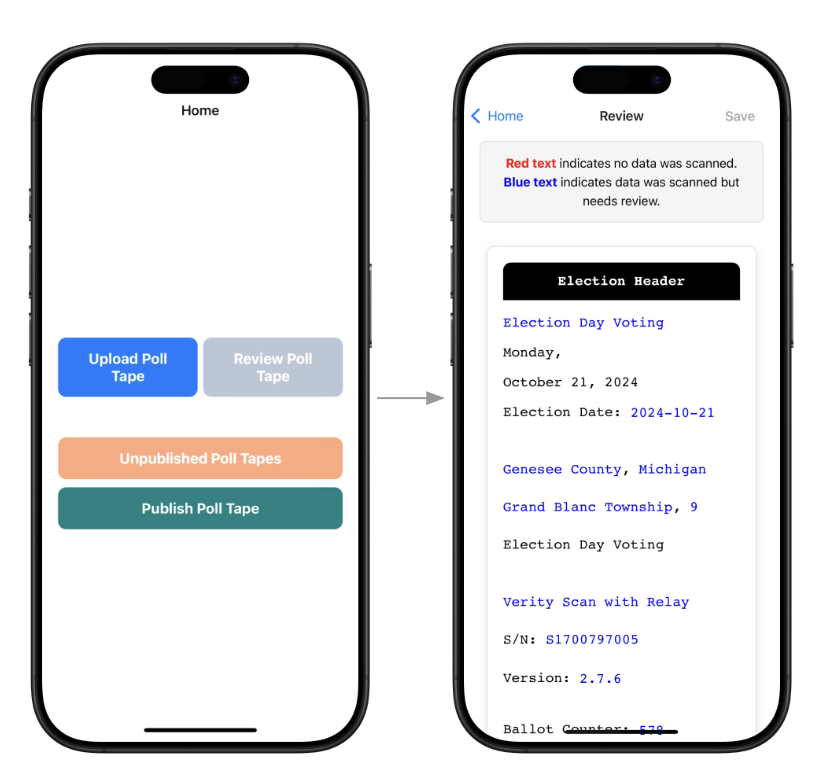 Home
Upload Poll
Tape
Review Poll
Tape
Unpublished Poll Tapes
Publish Poll Tape
Home
Review
Save
Red text indicates no data was scanned.
Blue text indicates data was scanned but
needs review.
Election Header
Election Day Voting
Monday,
October 21, 2024
Election Date: 2024-10-21
Genesee County, Michigan
Grand Blanc Township, 9
Election Day Voting
Verity Scan with Relay
S/N: S1700797005
Version: 2.7.6
Ballot Counter: 578